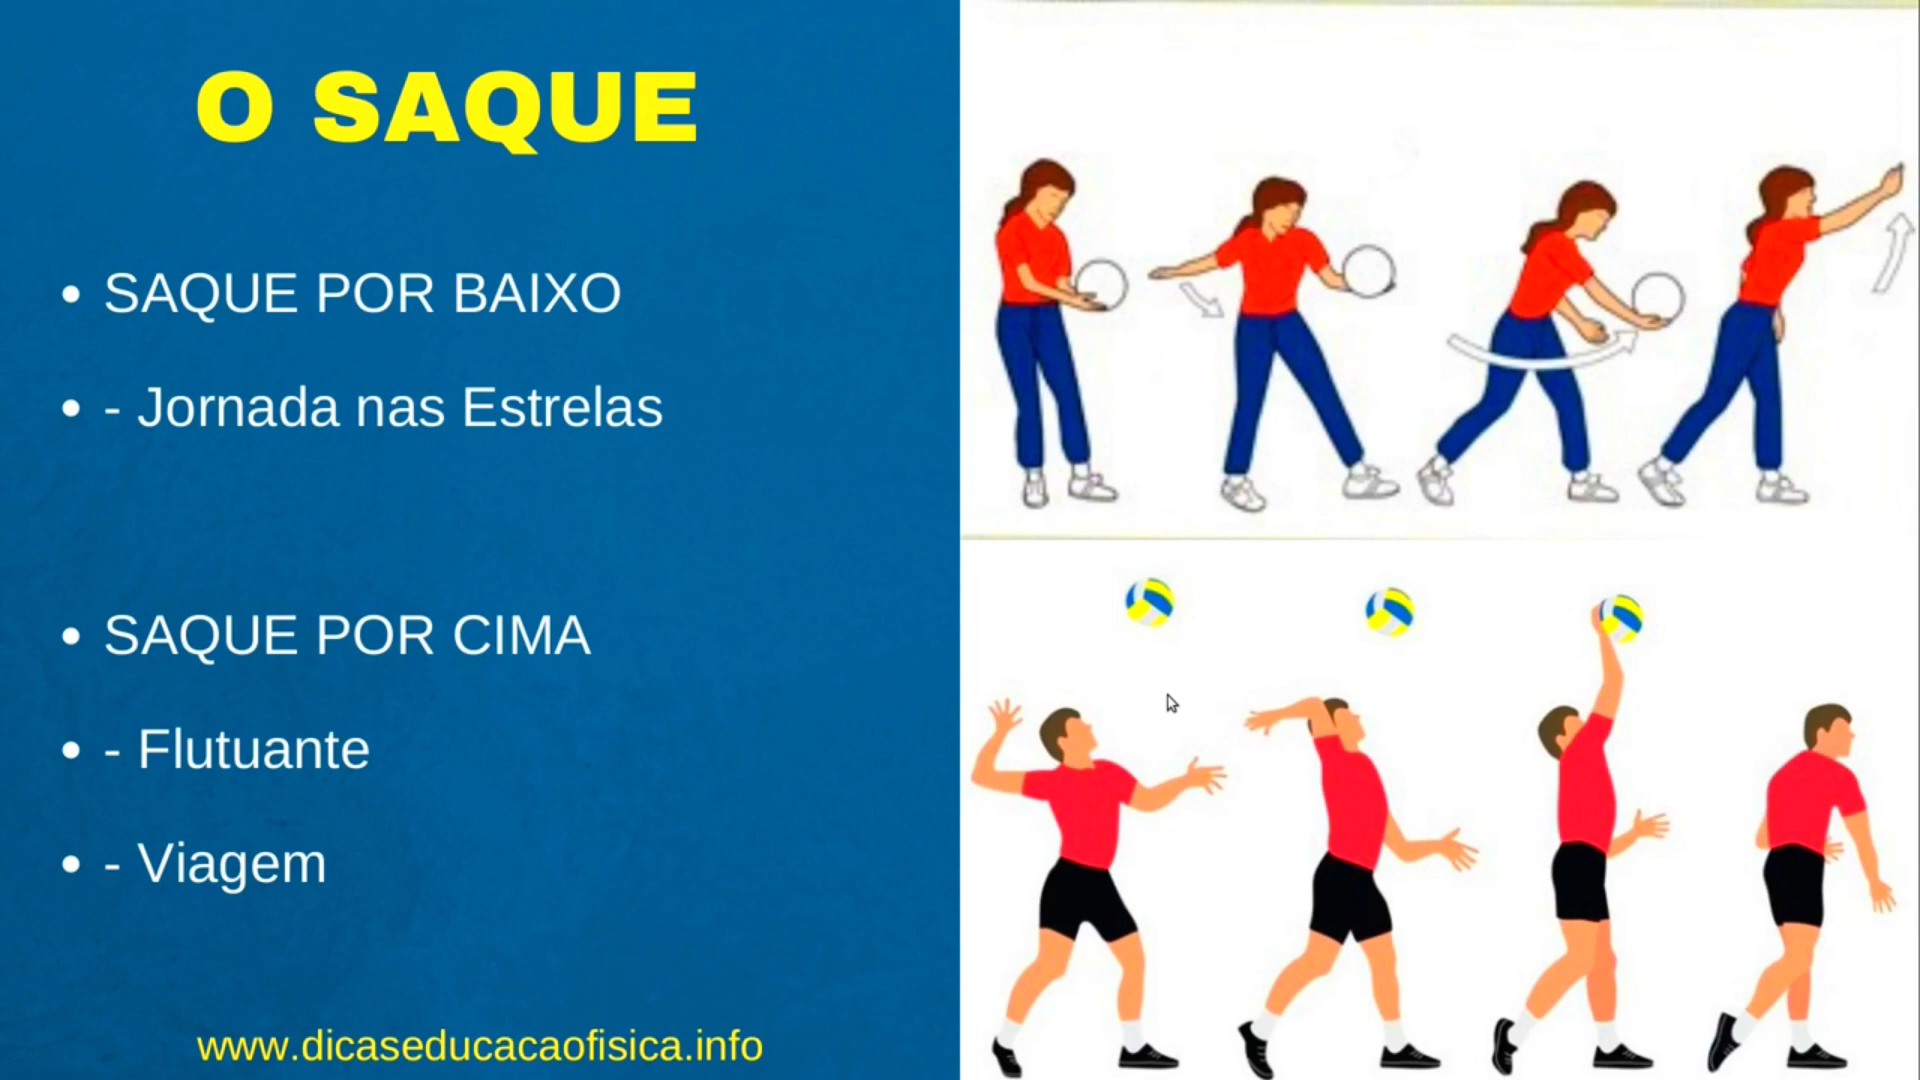 O SAQUE
• SAQUE POR BAIXO
• - Jornada nas Estrelas
• SAQUE POR CIMA
• - Flutuante
• - Viagem
www.dicaseducacaofisica.info